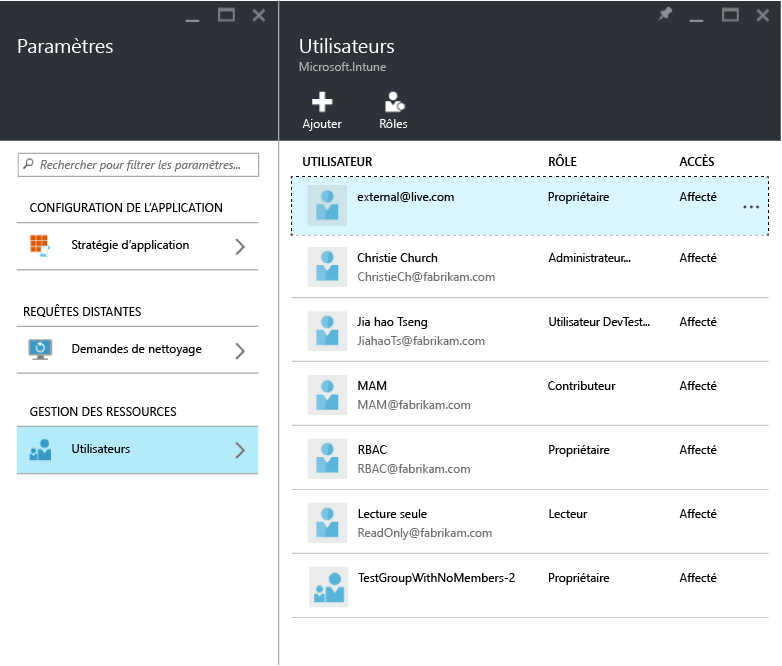 Paramètres
Rechercher pour filtrer les paramètres...
CONFIGURATION DE L'APPLICATION
Stratégie d'application
REQUÊTES DISTANTES
Demandes de nettoyage
GESTION DES RESSOURCES
Utilisateurs
Utilisateurs
Microsoft.Intune
Ajouter Rôles
UTILISATEUR RÔLE ACCÈS
external@live.com Propriétaire Affecté ...
Christie Church Administrateur... Affecté
ChristieCh@fabrikam.com
Jia hao Tseng Utilisateur DevTest... Affecté
JiahaoTs@fabrikam.com
MAM Contributeur Affecté
MAM@fabrikam.com
RBAC Propriétaire Affecté
RBAC@fabrikam.com
Lecture seule Lecteur Affecté
ReadOnly@fabrikam.com
TestGroupWithNoMembers-2 Propriétaire Affecté